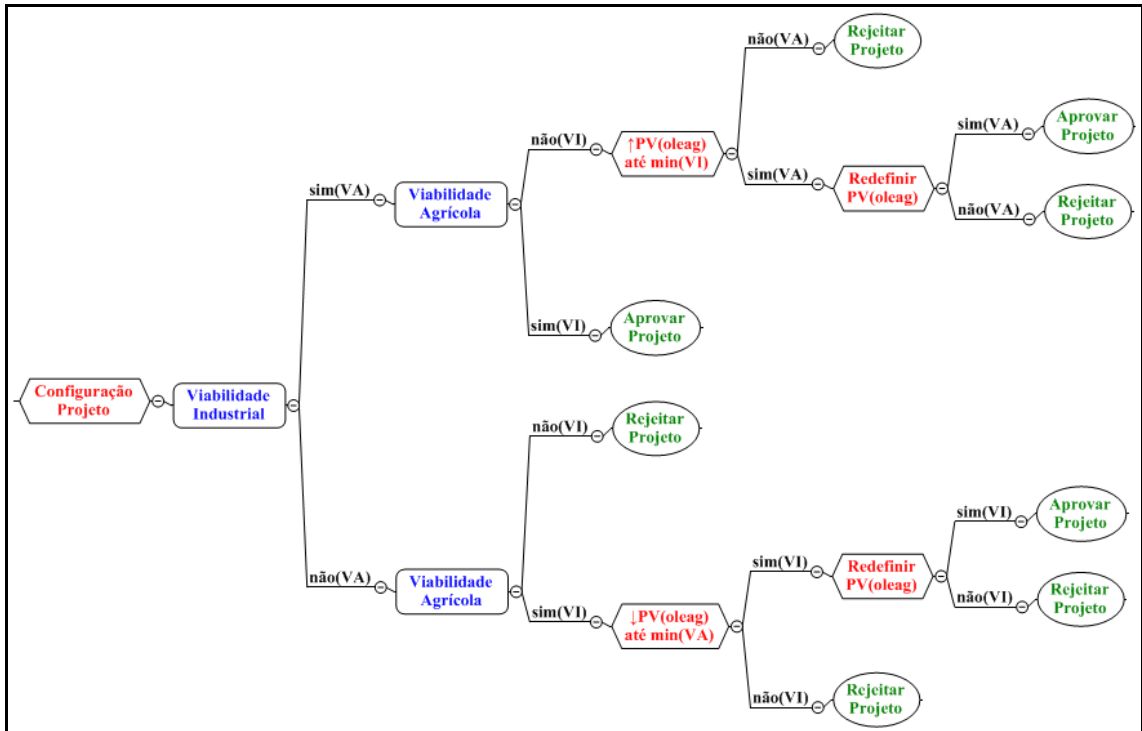 Rejeitar
Projeto
não(VA)
não(VI)
↑PV(oleag)
até min(VI)
sim(VA)
Aprovar
Projeto
sim(VA)
Redefinir
PV(oleag)
não(VA)
Rejeitar
Projeto
sim(VA)
Viabilidade
Agrícola
sim(VI)
Aprovar
Projeto
Configuração
Projeto
Viabilidade
Industrial
não(VI)
Rejeitar
Projeto
não(VA)
Viabilidade
Agrícola
sim(VI)
↓PV(oleag)
até min(VA)
sim(VI)
Redefinir
PV(oleag)
sim(VI)
Aprovar
Projeto
não(VI)
Rejeitar
Projeto
não(VI)
Rejeitar
Projeto